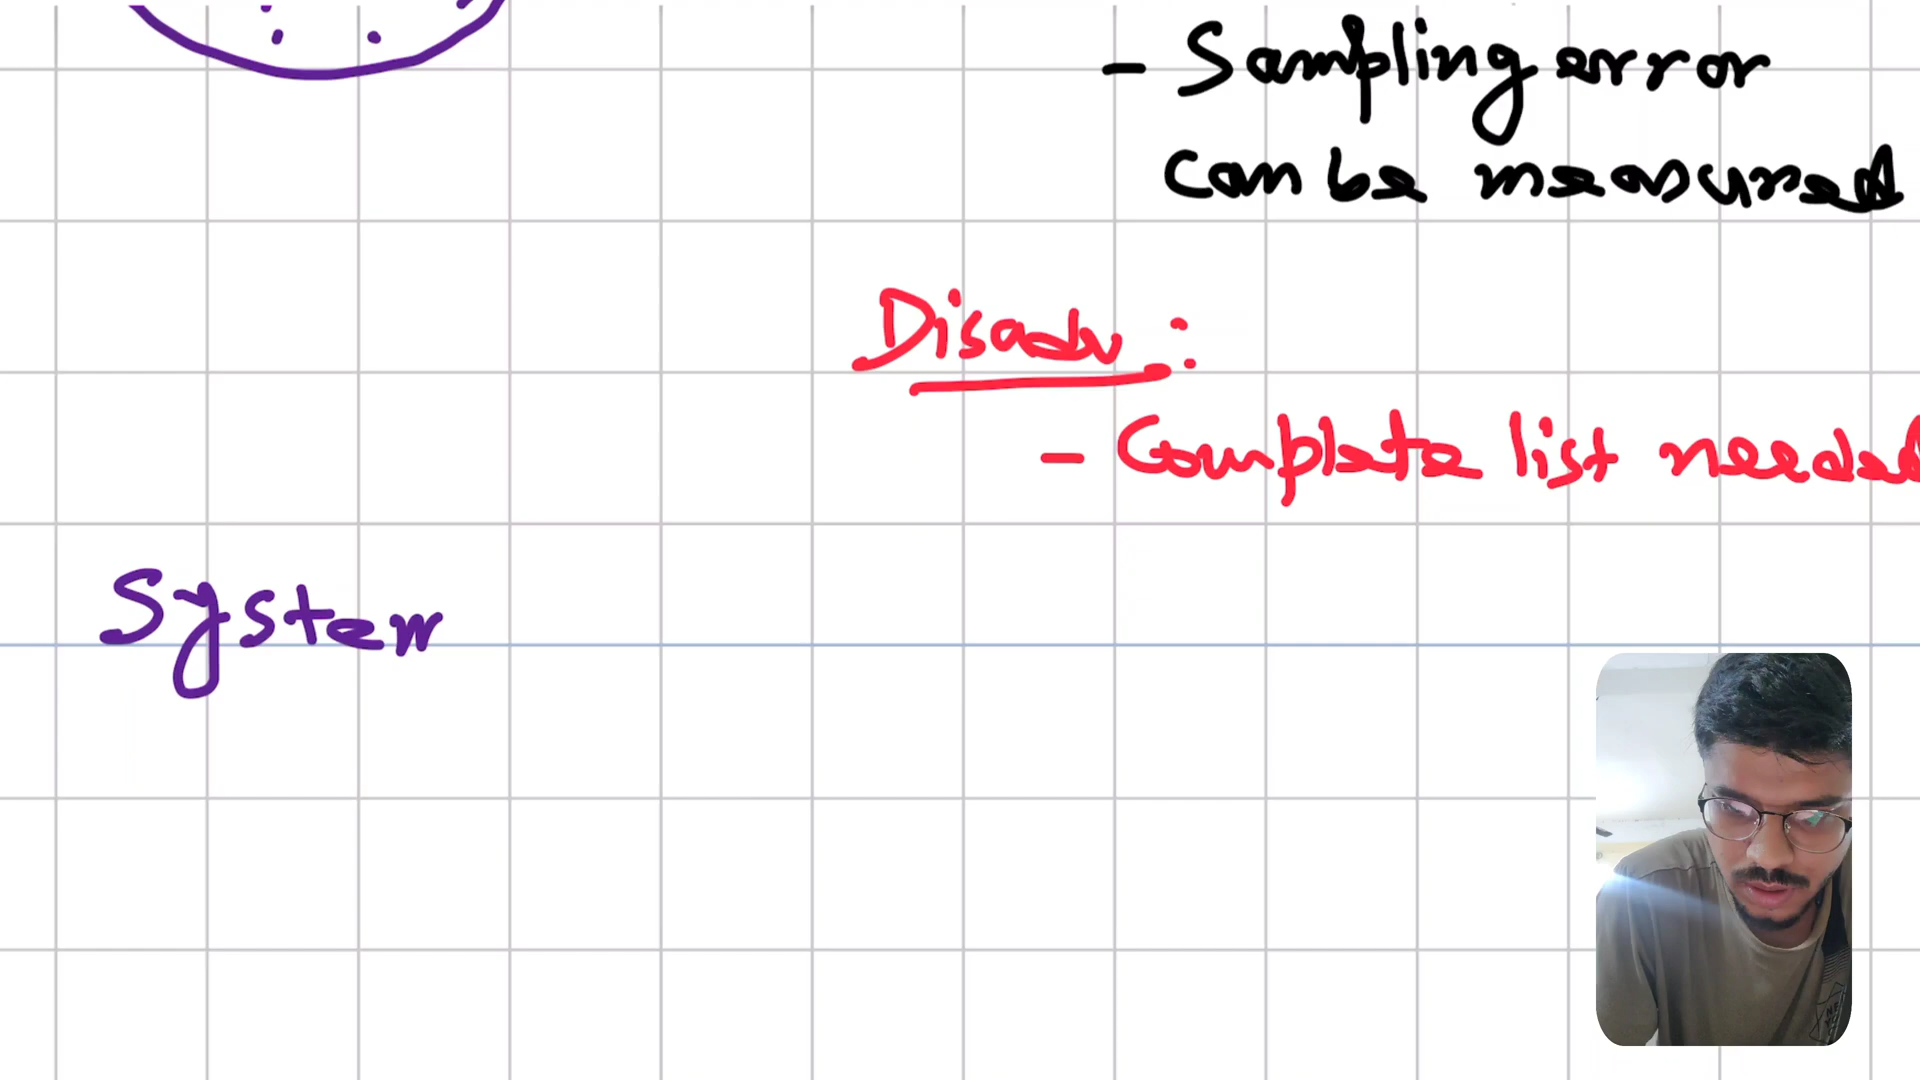 - Sampling error
can be measured
Disadv :
- Complete list needed
System